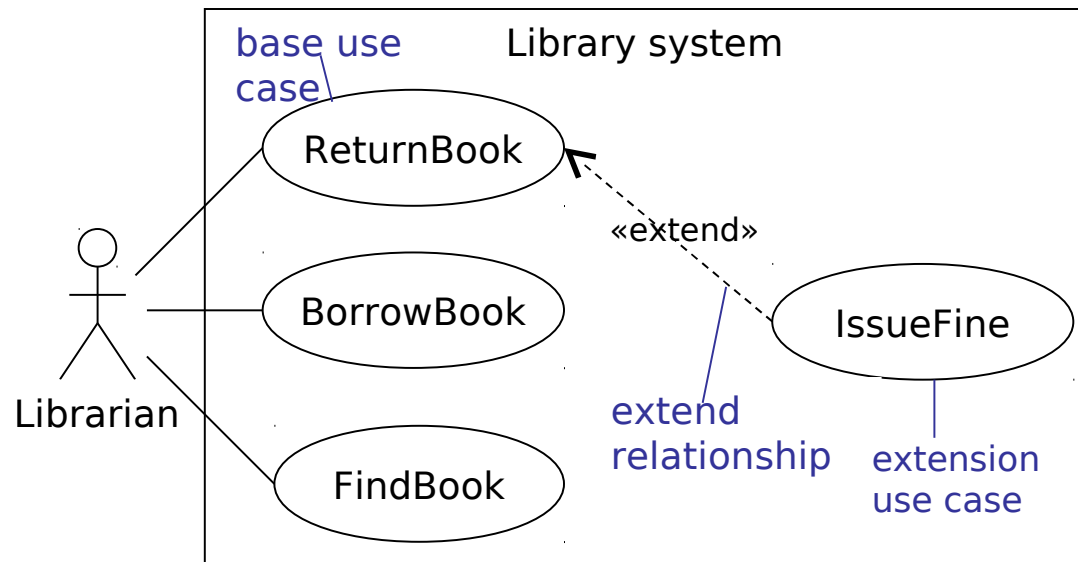 base use
case
Library system
ReturnBook
«extend»
BorrowBook
IssueFine
Librarian
extend
relationship
extension
use case
FindBook